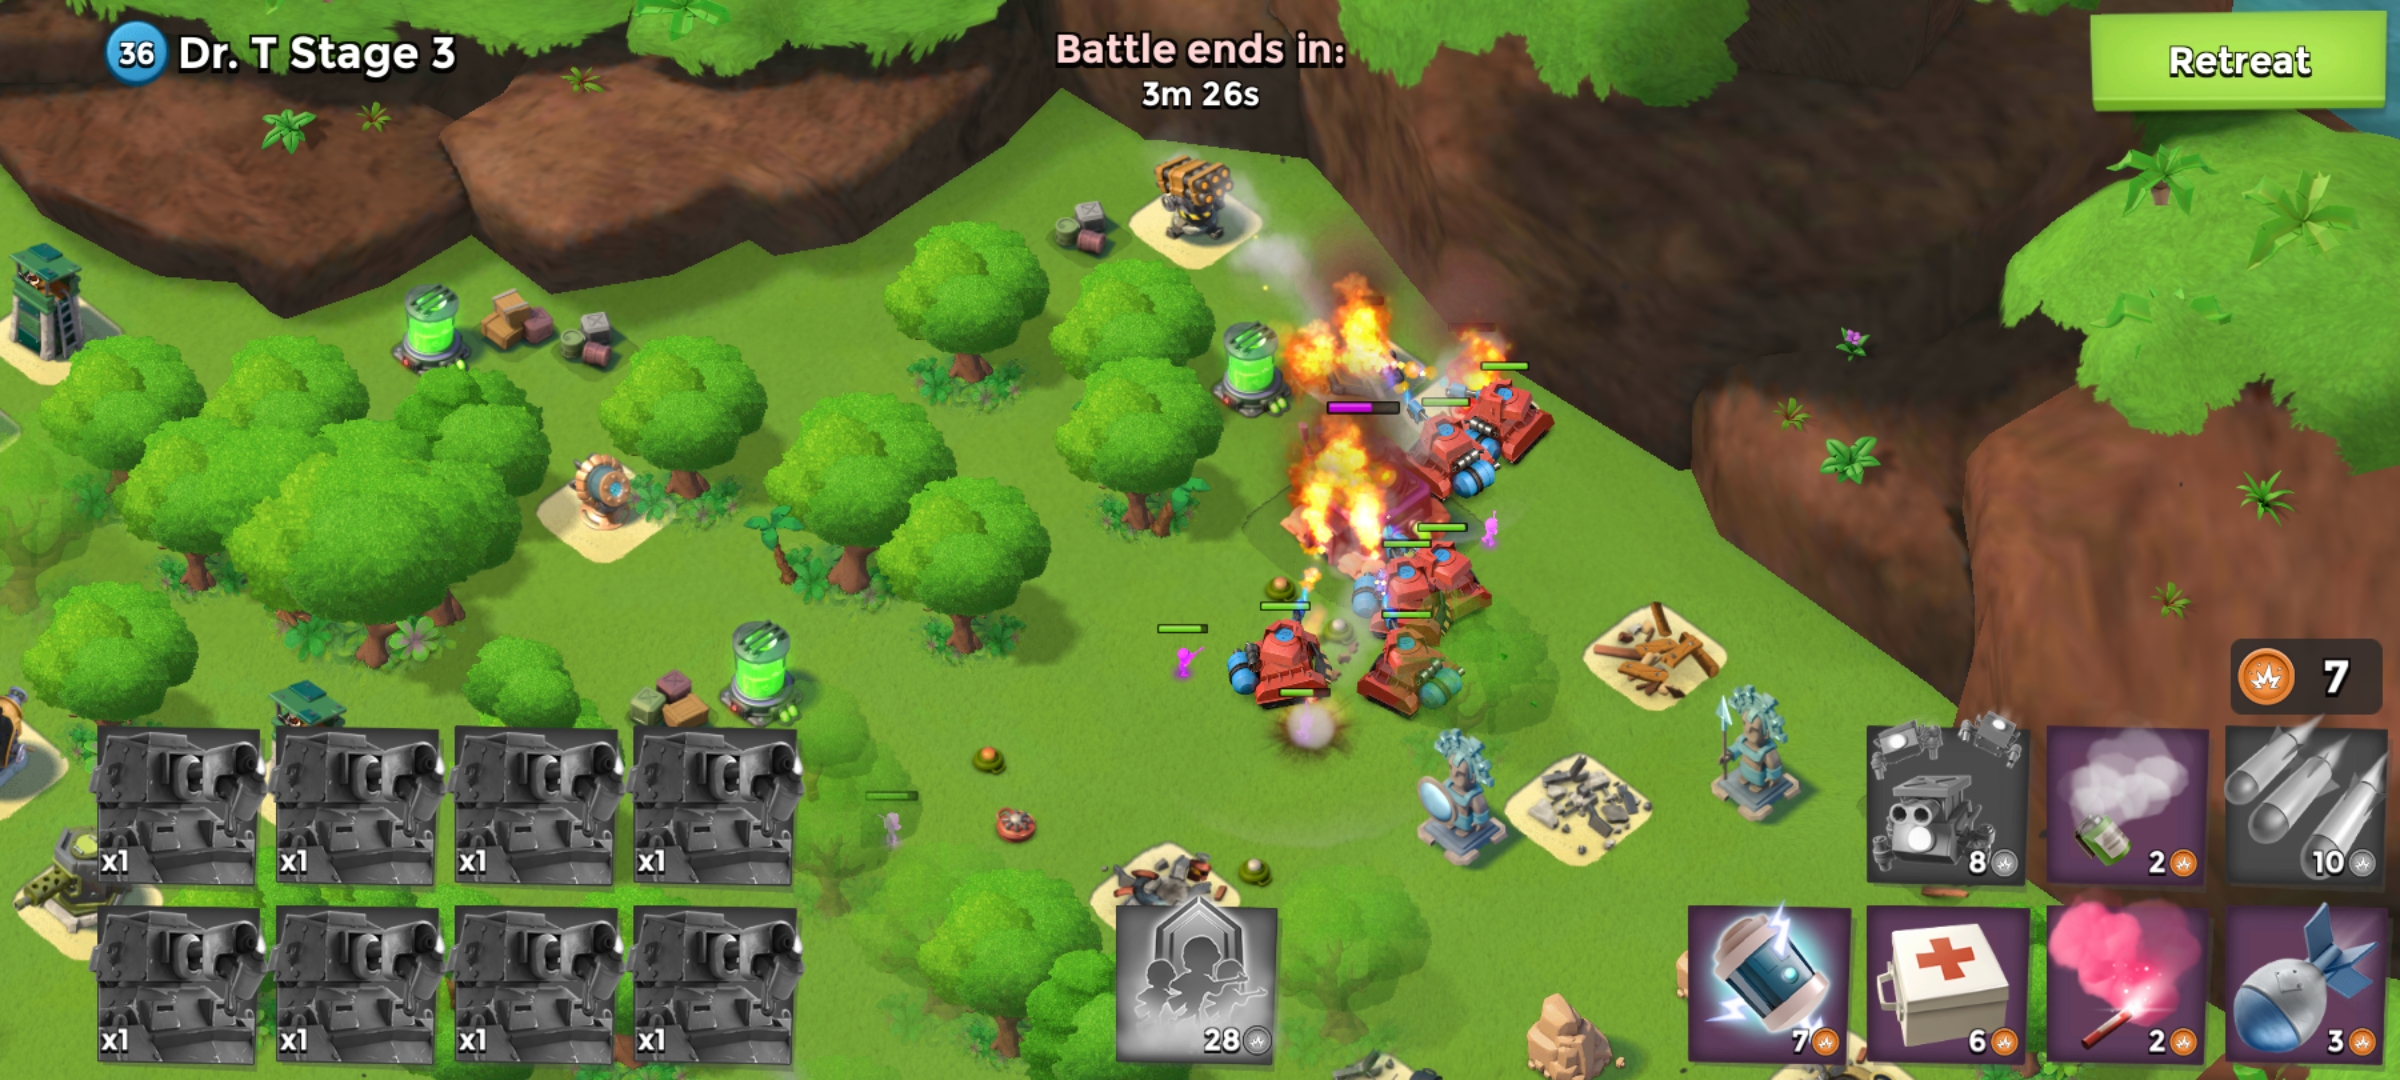 36 Dr. T Stage 3
Battle ends in:
3m 26s
Retreat
7
x1 x1 x1 x1
8 2 10
x1 x1 x1 x1
28
7 6 2 3